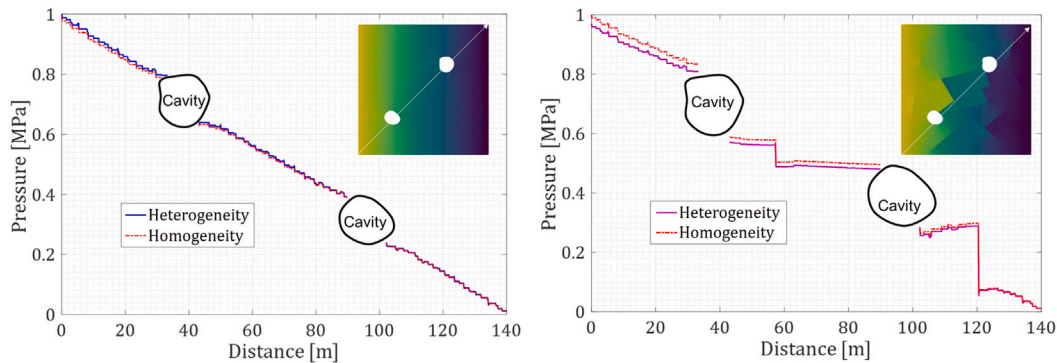 Pressure [MPa]
1
0.8
0.6
0.4
0.2
0
Cavity
Cavity
Heterogeneity
Homogeneity
0 20 40 60 80 100 120 140
Distance [m]
Pressure [MPa]
1
0.8
0.6
0.4
0.2
0
Cavity
Cavity
Heterogeneity
Homogeneity
0 20 40 60 80 100 120 140
Distance [m]